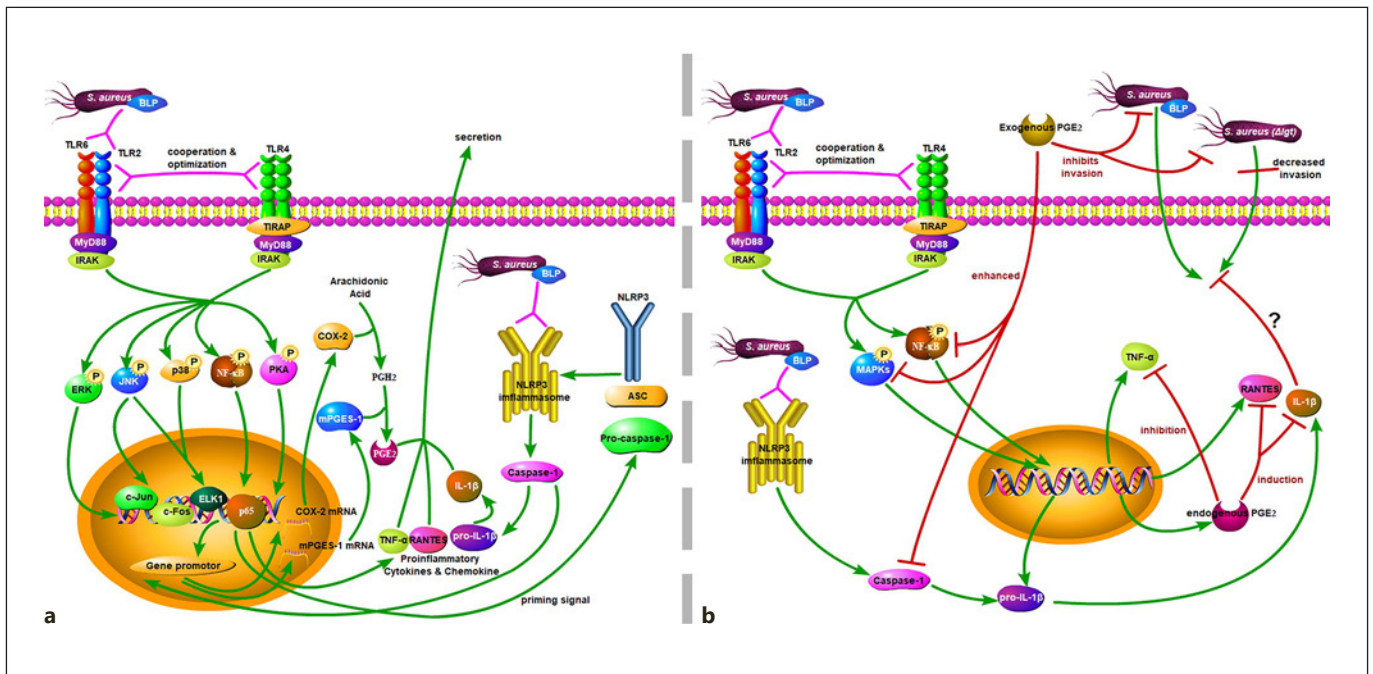 S. aureus
BLP
TLR6
TLR2
cooperation &
optimization
TLR4
secretion
TIRAP
MyD88
MyD88
IRAK
IRAK
Arachidonic
Acid
S. aureus
BLP
NLRP3
COX-2
P
P
P
P
P
ERK
JNK
p38
NF-κB
PKA
PGH2
NLRP3
imflammasome
ASC
mPGES-1
Pro-caspase-1
PGE2
Caspase-1
IL-1β
c-Jun
ELK1
c-Fos
p65
COX-2 mRNA
mPGES-1 mRNA
TNF-α
RANTES
pro-IL-1β
Proinflammatory
Cytokines & Chemokine
Gene promotor
priming signal
a
S. aureus
BLP
TLR6
TLR2
cooperation &
optimization
TLR4
Exogenous PGE2
S. aureus
BLP
S. aureus (Δlgt)
inhibits
invasion
decreased
invasion
TIRAP
MyD88
MyD88
IRAK
IRAK
enhanced
?
P
NF-κB
P
MAPKs
S. aureus
BLP
TNF-α
RANTES
IL-1β
NLRP3
imflammasome
inhibition
induction
endogenous PGE2
Caspase-1
pro-IL-1β
b